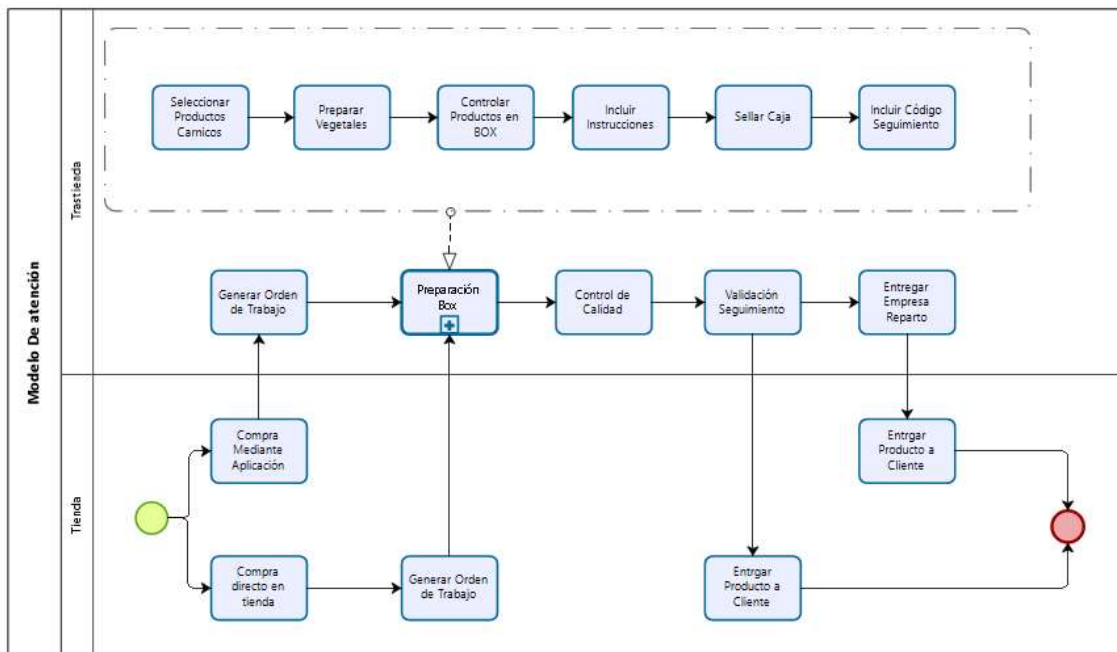 Modelo De atención
Trastienda
Seleccionar
Productos
Carnicos
Preparar
Vegetales
Controlar
Productos en
BOX
Incluir
Instrucciones
Sellar Caja
Incluir Código
Seguimiento
Generar Orden
de Trabajo
Preparación
Box
Control de
Calidad
Validación
Seguimiento
Entregar
Empresa
Reparto
Tienda
Compra
Mediante
Aplicación
Entrgar
Producto a
Cliente
Compra
directo en
tienda
Generar Orden
de Trabajo
Entrgar
Producto a
Cliente